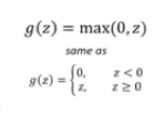 g(z) = max(0, z)
same as
g(z) = { 0, z < 0
z, z ≥ 0